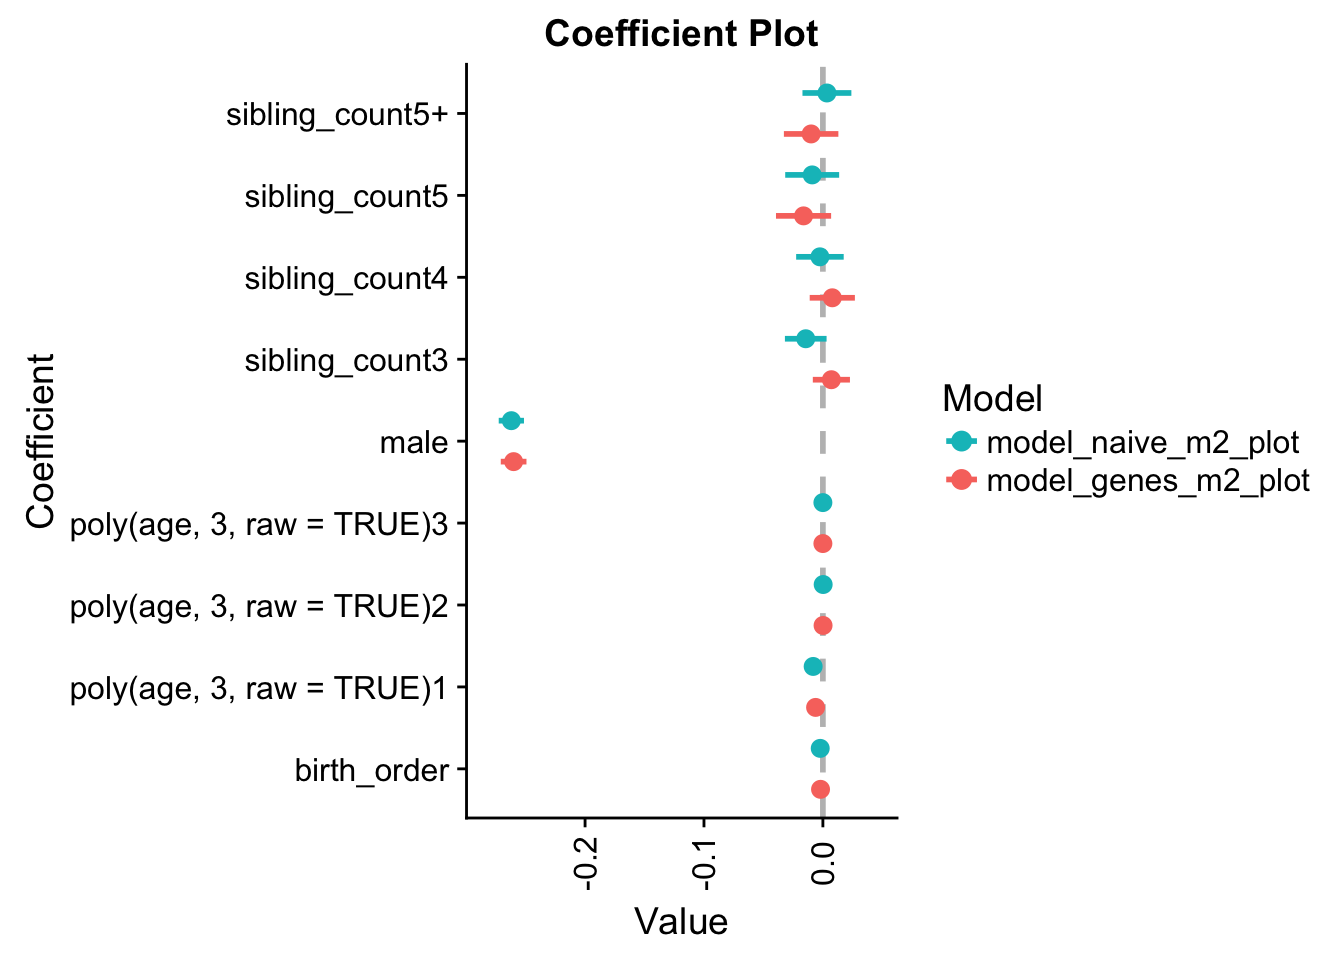 Coefficient Plot
sibling_count5+
sibling_count5
sibling_count4
sibling_count3
male
poly(age, 3, raw = TRUE)3
poly(age, 3, raw = TRUE)2
poly(age, 3, raw = TRUE)1
birth_order
Coefficient
-0.2
-0.1
0.0
Value
Model
model_naive_m2_plot
model_genes_m2_plot